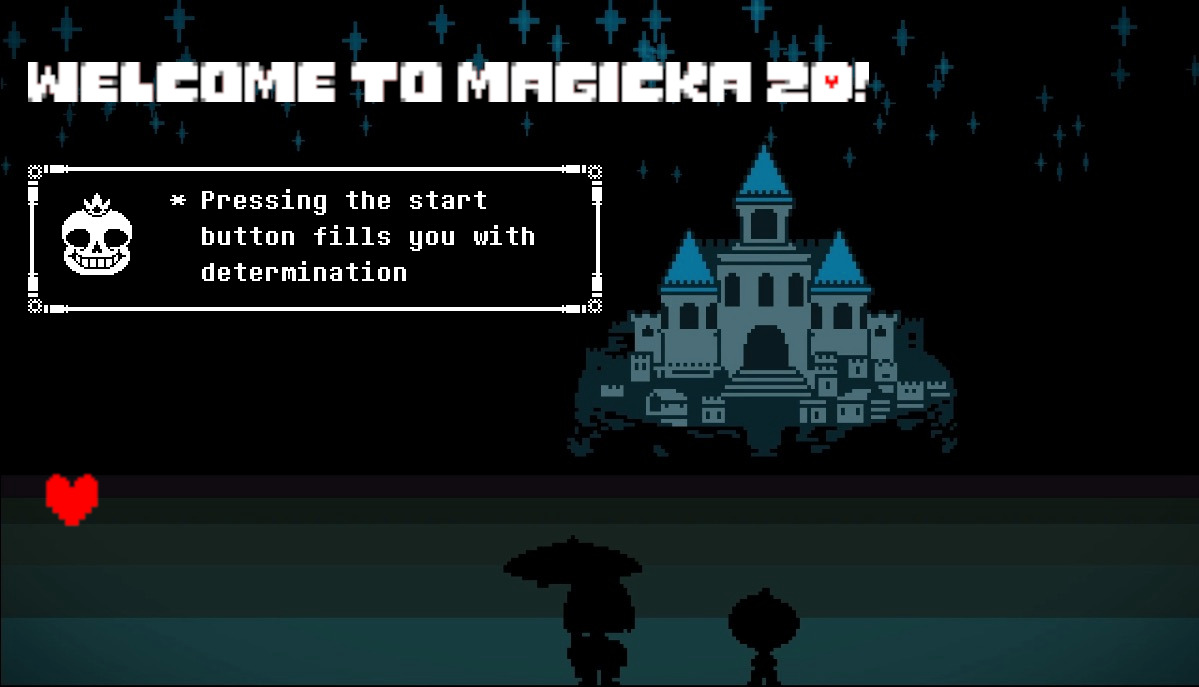 WELCOME TO MAGICKA 20!
* Pressing the start
button fills you with
determination